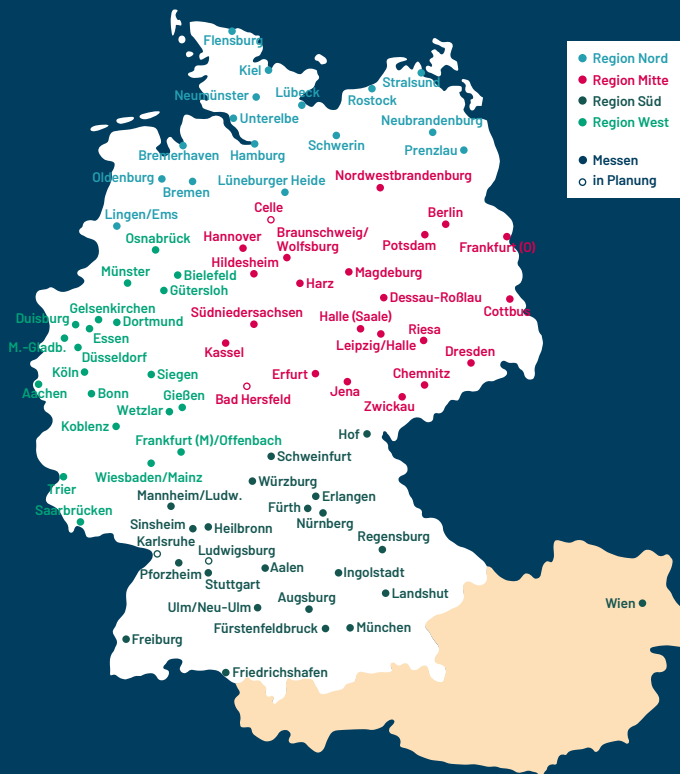 Flensburg
Kiel
Region Nord
Region Mitte
Region Süd
Region West
Messen
in Planung
Stralsund
Neumünster
Lübeck
Rostock
Unterelbe
Neubrandenburg
Schwerin
Bremerhaven
Hamburg
Prenzlau
Oldenburg
Bremen
Lüneburger Heide
Nordwestbrandenburg
Lingen/Ems
Celle
Berlin
Osnabrück
Hannover
Braunschweig/
Wolfsburg
Potsdam
Frankfurt (O)
Hildesheim
Münster
Bielefeld
Magdeburg
Gütersloh
Harz
Dessau-Roßlau
Cottbus
Gelsenkirchen
Duisburg
Dortmund
Südniedersachsen
Halle (Saale)
Riesa
Essen
M.-Gladb.
Düsseldorf
Kassel
Leipzig/Halle
Dresden
Köln
Siegen
Erfurt
Chemnitz
Aachen
Bonn
Gießen
Bad Hersfeld
Jena
Wetzlar
Zwickau
Koblenz
Frankfurt (M)/Offenbach
Hof
Schweinfurt
Wiesbaden/Mainz
Trier
Würzburg
Mannheim/Ludw.
Erlangen
Saarbrücken
Fürth
Nürnberg
Sinsheim
Heilbronn
Karlsruhe
Regensburg
Ludwigsburg
Pforzheim
Aalen
Ingolstadt
Stuttgart
Landshut
Augsburg
Ulm/Neu-Ulm
Wien
Fürstenfeldbruck
München
Freiburg
Friedrichshafen